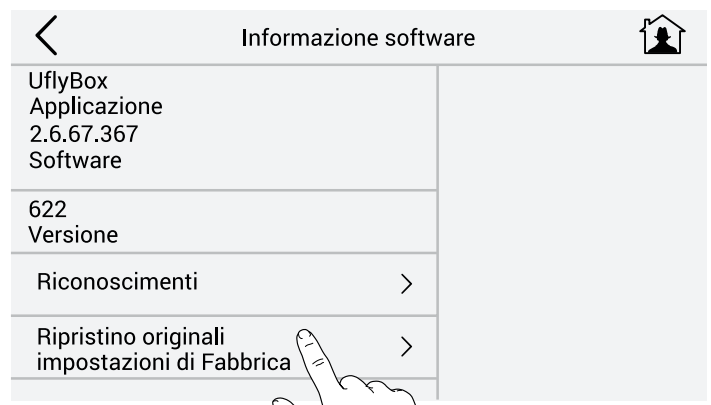 Informazione software
UflyBox
Applicazione
2.6.67.367
Software
622
Versione
Riconoscimenti
Ripristino originali
impostazioni di Fabbrica